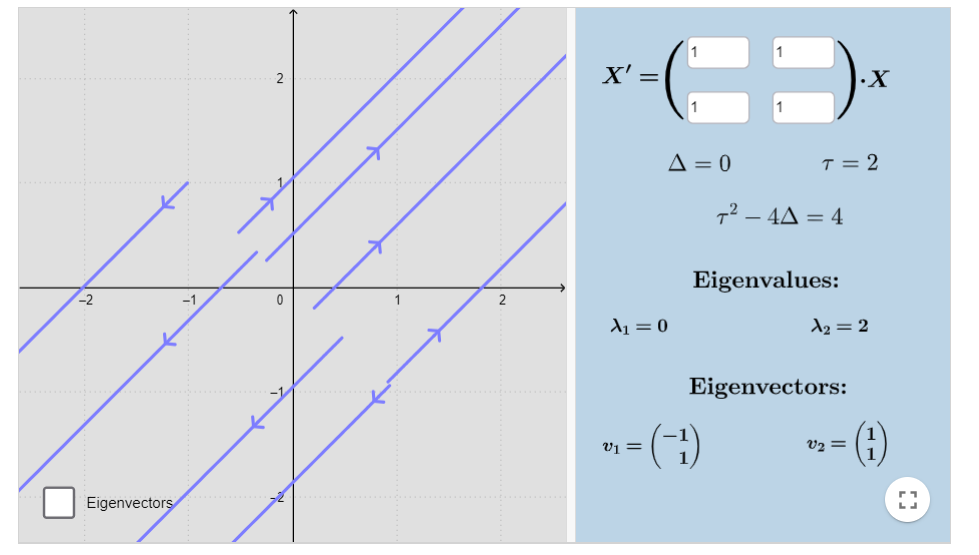 2
1
−2
−1
0
1
2
−1
−2
Eigenvectors
X′ = ( 1 1
1 1 ) · X
Δ = 0 τ = 2
τ² − 4Δ = 4
Eigenvalues:
λ₁ = 0 λ₂ = 2
Eigenvectors:
v₁ = ( −1
1 ) v₂ = ( 1
1 )